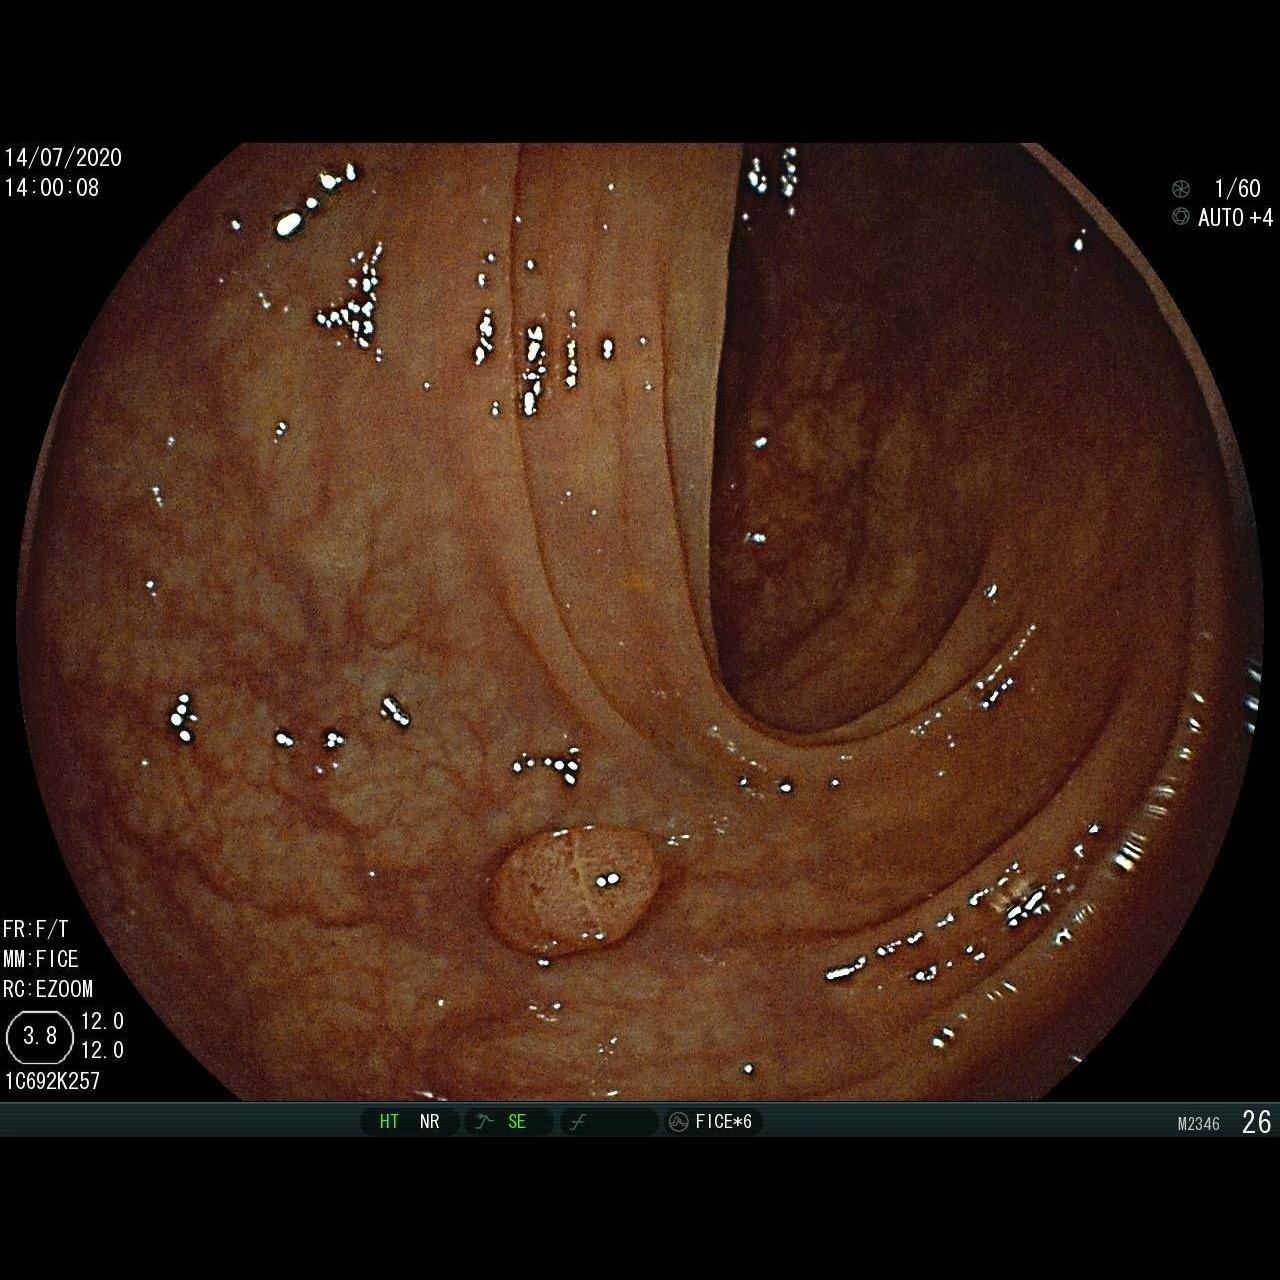 14/07/2020
14:00:08
1/60
AUTO +4
FR:F/T
MM:FICE
RC:EZOOM
3.8
12.0
12.0
1C692K257
HT NR SE FICE*6 M2346 26